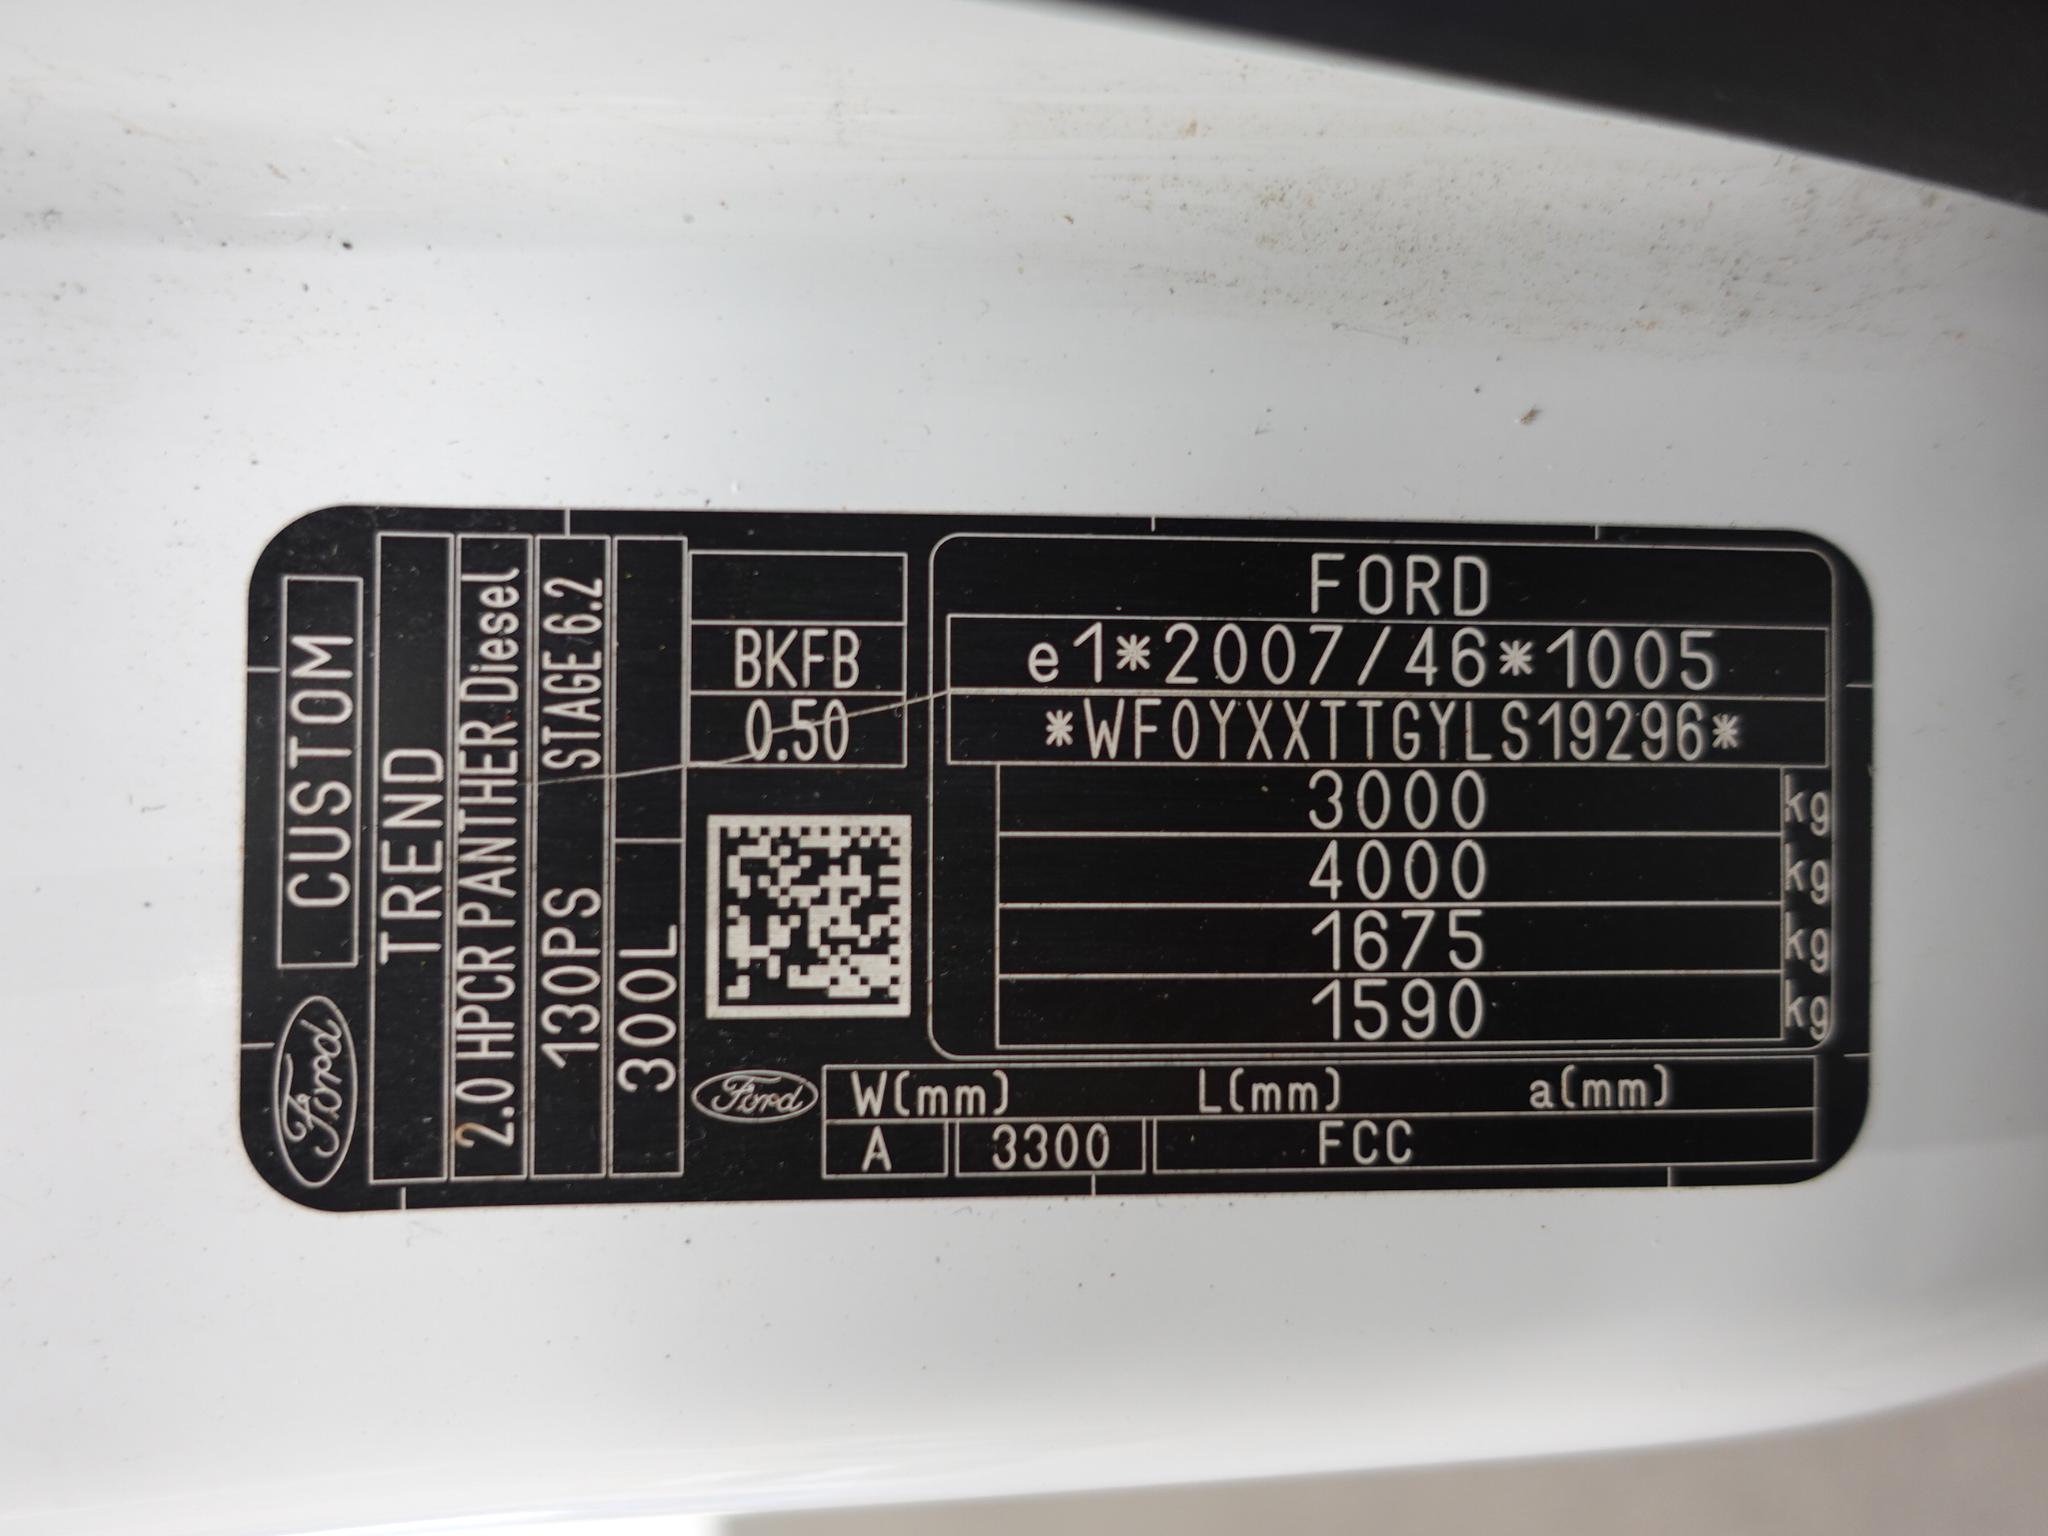 Ford
CUSTOM
TREND
2.0 HPCR PANTHER Diesel
130PS STAGE 6.2
300L
BKFB
0.50
FORD
e1*2007/46*1005
*WF0YXXTTGYLS19296*
3000 kg
4000 kg
1675 kg
1590 kg
Ford
W(mm) L(mm) a(mm)
A 3300 FCC